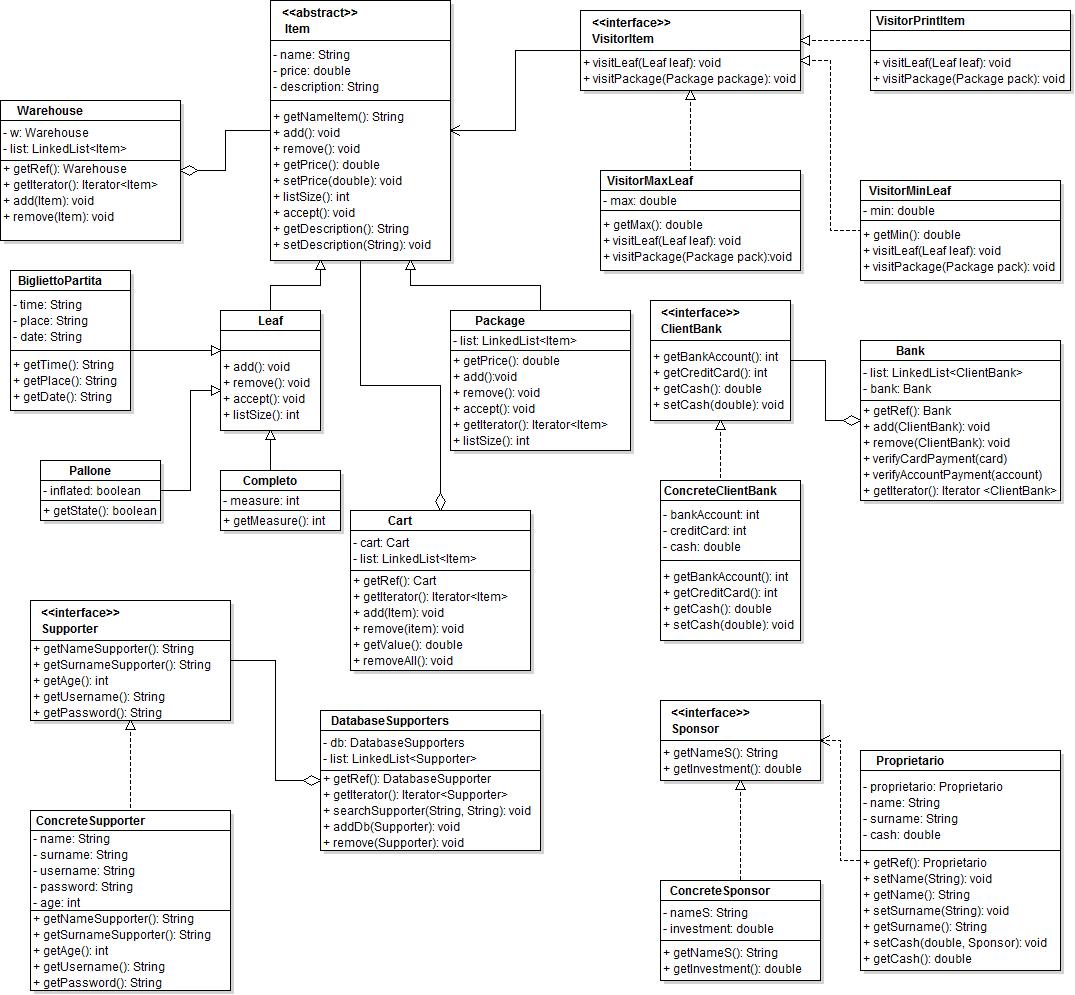 <<abstract>>
Item
- name: String
- price: double
- description: String
+ getNameItem(): String
+ add(): void
+ remove(): void
+ getPrice(): double
+ setPrice(double): void
+ listSize(): int
+ accept(): void
+ getDescription(): String
+ setDescription(String): void
<<interface>>
VisitorItem
+ visitLeaf(Leaf leaf): void
+ visitPackage(Package package): void
VisitorPrintItem
+ visitLeaf(Leaf leaf): void
+ visitPackage(Package pack): void
Warehouse
- w: Warehouse
- list: LinkedList<Item>
+ getRef(): Warehouse
+ getIterator(): Iterator<Item>
+ add(Item): void
+ remove(Item): void
VisitorMaxLeaf
- max: double
+ getMax(): double
+ visitLeaf(Leaf leaf): void
+ visitPackage(Package pack):void
VisitorMinLeaf
- min: double
+ getMin(): double
+ visitLeaf(Leaf leaf): void
+ visitPackage(Package pack): void
BigliettoPartita
- time: String
- place: String
- date: String
+ getTime(): String
+ getPlace(): String
+ getDate(): String
Leaf
+ add(): void
+ remove(): void
+ accept(): void
+ listSize(): int
Package
- list: LinkedList<Item>
+ getPrice(): double
+ add():void
+ remove(): void
+ accept(): void
+ getIterator(): Iterator<Item>
+ listSize(): int
<<interface>>
ClientBank
+ getBankAccount(): int
+ getCreditCard(): int
+ getCash(): double
+ setCash(double): void
Bank
- list: LinkedList<ClientBank>
- bank: Bank
+ getRef(): Bank
+ add(ClientBank): void
+ remove(ClientBank): void
+ verifyCardPayment(card)
+ verifyAccountPayment(account)
+ getIterator(): Iterator <ClientBank>
Pallone
- inflated: boolean
+ getState(): boolean
Completo
- measure: int
+ getMeasure(): int
Cart
- cart: Cart
- list: LinkedList<Item>
+ getRef(): Cart
+ getIterator(): Iterator<Item>
+ add(Item): void
+ remove(item): void
+ getValue(): double
+ removeAll(): void
ConcreteClientBank
- bankAccount: int
- creditCard: int
- cash: double
+ getBankAccount(): int
+ getCreditCard(): int
+ getCash(): double
+ setCash(double): void
<<interface>>
Supporter
+ getNameSupporter(): String
+ getSurnameSupporter(): String
+ getAge(): int
+ getUsername(): String
+ getPassword(): String
DatabaseSupporters
- db: DatabaseSupporters
- list: LinkedList<Supporter>
+ getRef(): DatabaseSupporter
+ getIterator(): Iterator<Supporter>
+ searchSupporter(String, String): void
+ addDb(Supporter): void
+ remove(Supporter): void
<<interface>>
Sponsor
+ getNameS(): String
+ getInvestment(): double
Proprietario
- proprietario: Proprietario
- name: String
- surname: String
- cash: double
+ getRef(): Proprietario
+ setName(String): void
+ getName(): String
+ setSurname(String): void
+ getSurname(): String
+ setCash(double, Sponsor): void
+ getCash(): double
ConcreteSupporter
- name: String
- surname: String
- username: String
- password: String
- age: int
+ getNameSupporter(): String
+ getSurnameSupporter(): String
+ getAge(): int
+ getUsername(): String
+ getPassword(): String
ConcreteSponsor
- nameS: String
- investment: double
+ getNameS(): String
+ getInvestment(): double